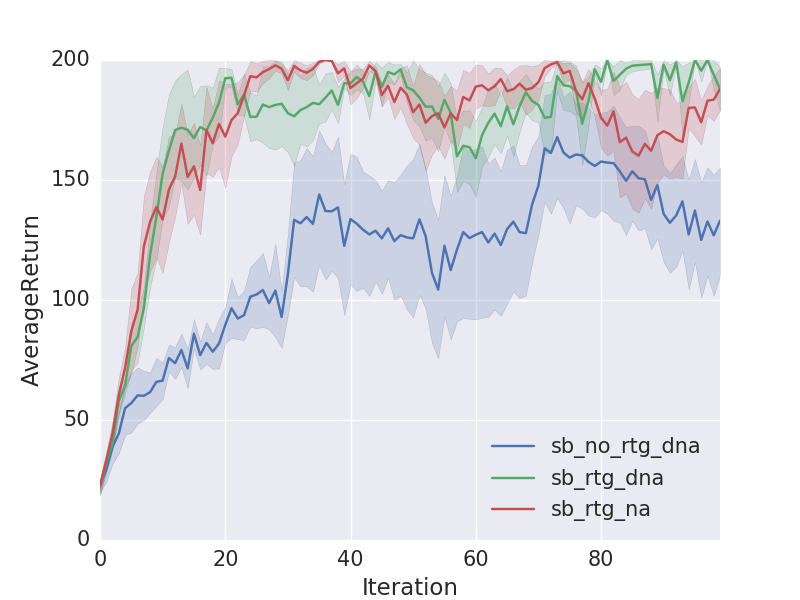 200
150
100
50
0
0 20 40 60 80
AverageReturn
Iteration
sb_no_rtg_dna
sb_rtg_dna
sb_rtg_na